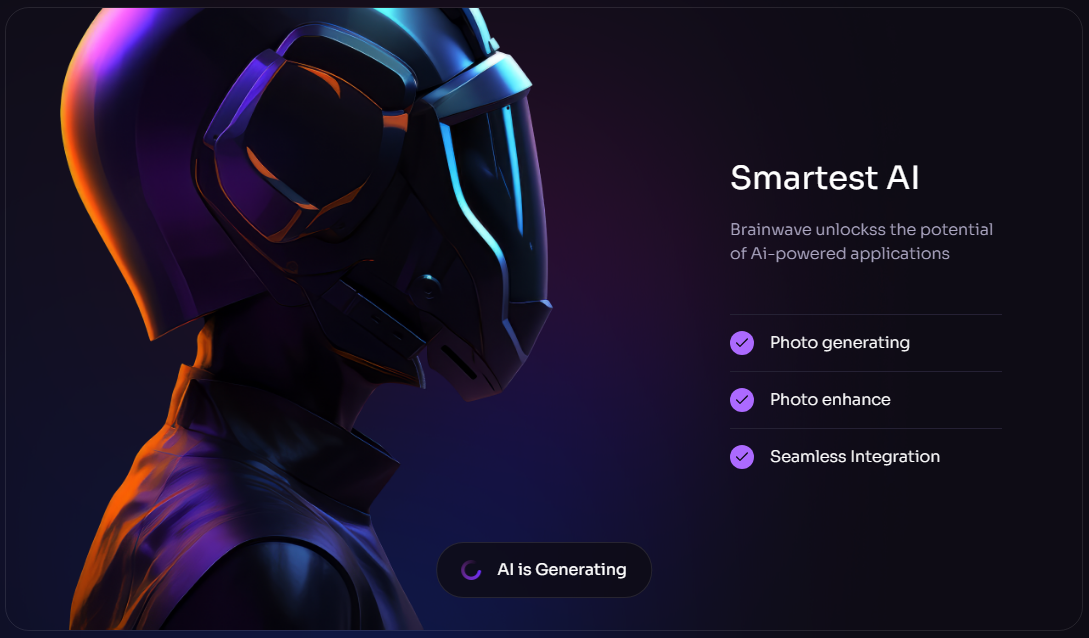 Smartest AI
Brainwave unlockss the potential
of Ai-powered applications
Photo generating
Photo enhance
Seamless Integration
AI is Generating